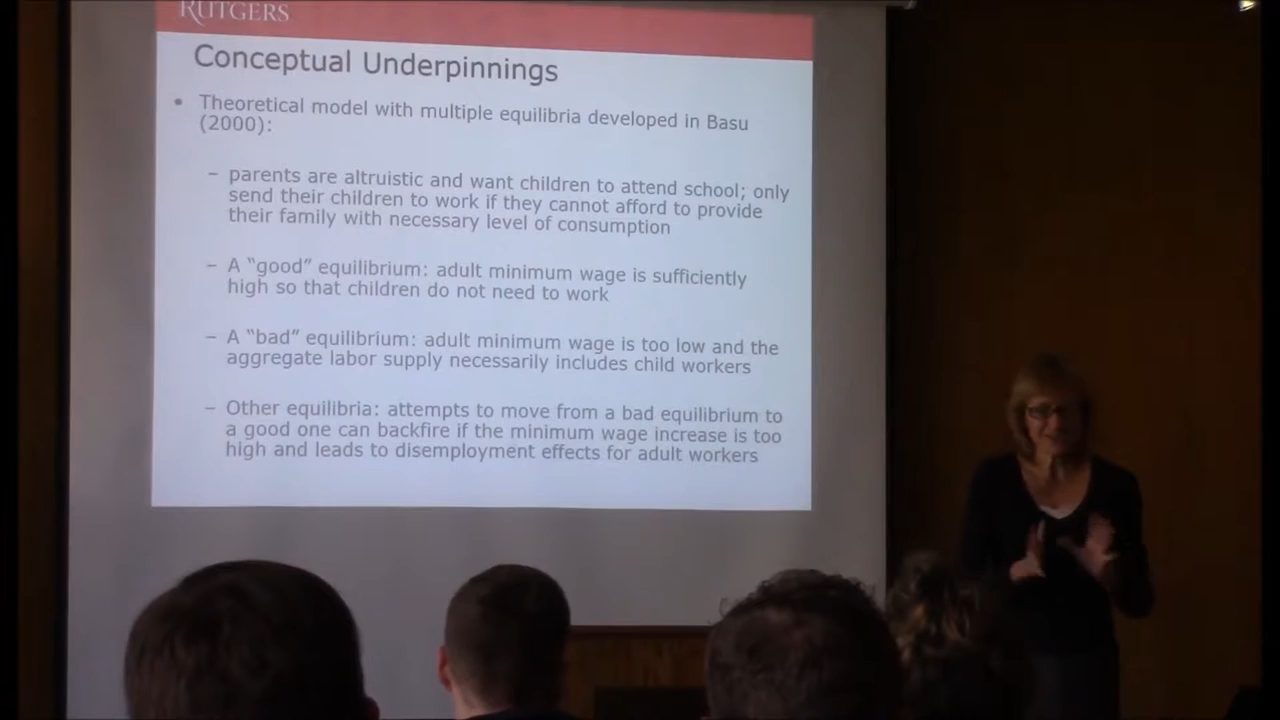 RUTGERS
Conceptual Underpinnings
• Theoretical model with multiple equilibria developed in Basu
(2000):
– parents are altruistic and want children to attend school; only
send their children to work if they cannot afford to provide
their family with necessary level of consumption
– A “good” equilibrium: adult minimum wage is sufficiently
high so that children do not need to work
– A “bad” equilibrium: adult minimum wage is too low and the
aggregate labor supply necessarily includes child workers
– Other equilibria: attempts to move from a bad equilibrium to
a good one can backfire if the minimum wage increase is too
high and leads to disemployment effects for adult workers